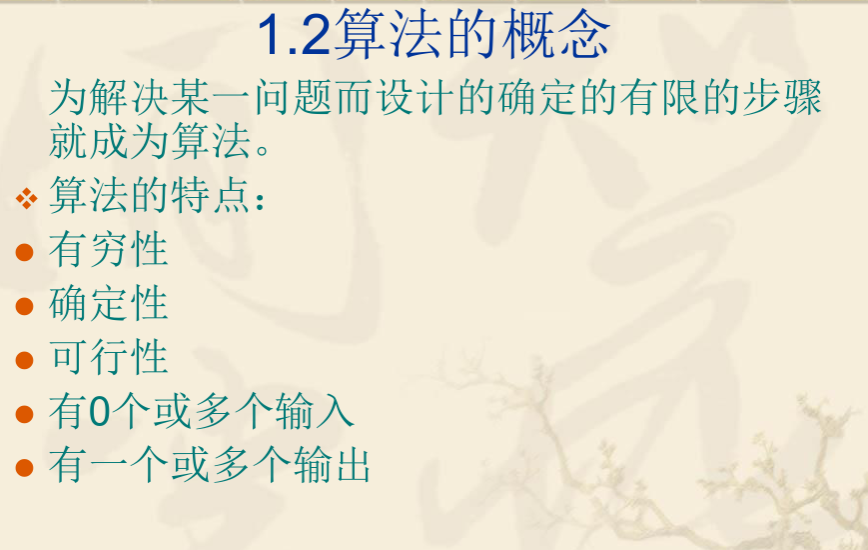 1.2算法的概念
为解决某一问题而设计的确定的有限的步骤
就成为算法。
算法的特点：
有穷性
确定性
可行性
有0个或多个输入
有一个或多个输出